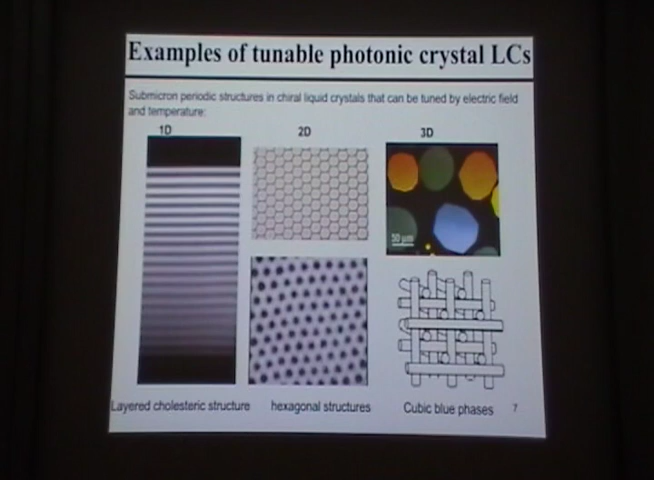 Examples of tunable photonic crystal LCs
Submicron periodic structures in chiral liquid crystals that can be tuned by electric field
and temperature:
1D 2D 3D
50 µm
Layered cholesteric structure hexagonal structures Cubic blue phases 7